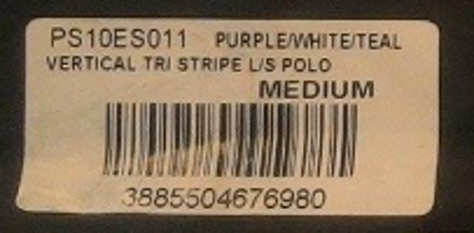 PS10ES011 PURPLE/WHITE/TEAL
VERTICAL TRI STRIPE L/S POLO
MEDIUM
3885504676980